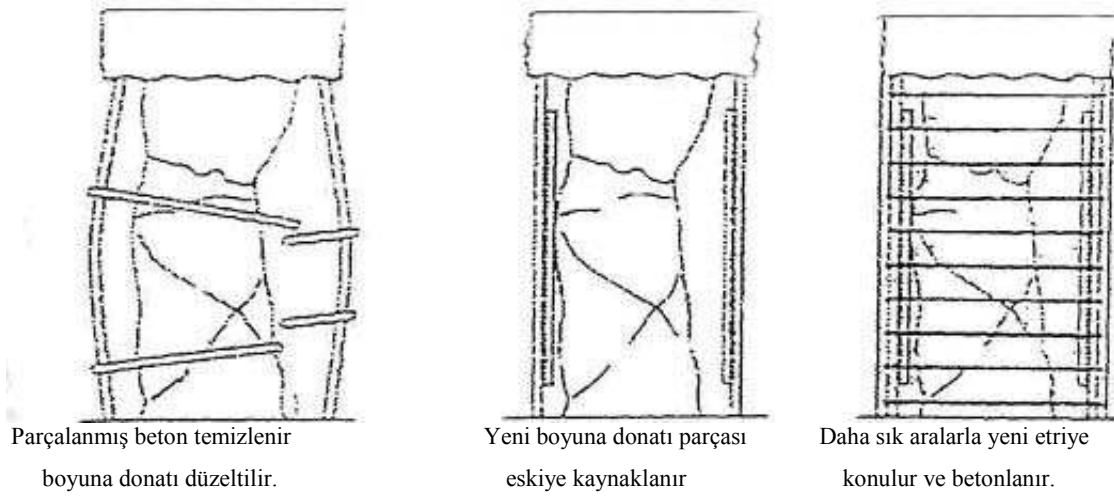 Parçalanmış beton temizlenir
boyuna donatı düzeltilir.
Yeni boyuna donatı parçası
eskiye kaynaklanır
Daha sık aralarla yeni etriye
konulur ve betonlanır.